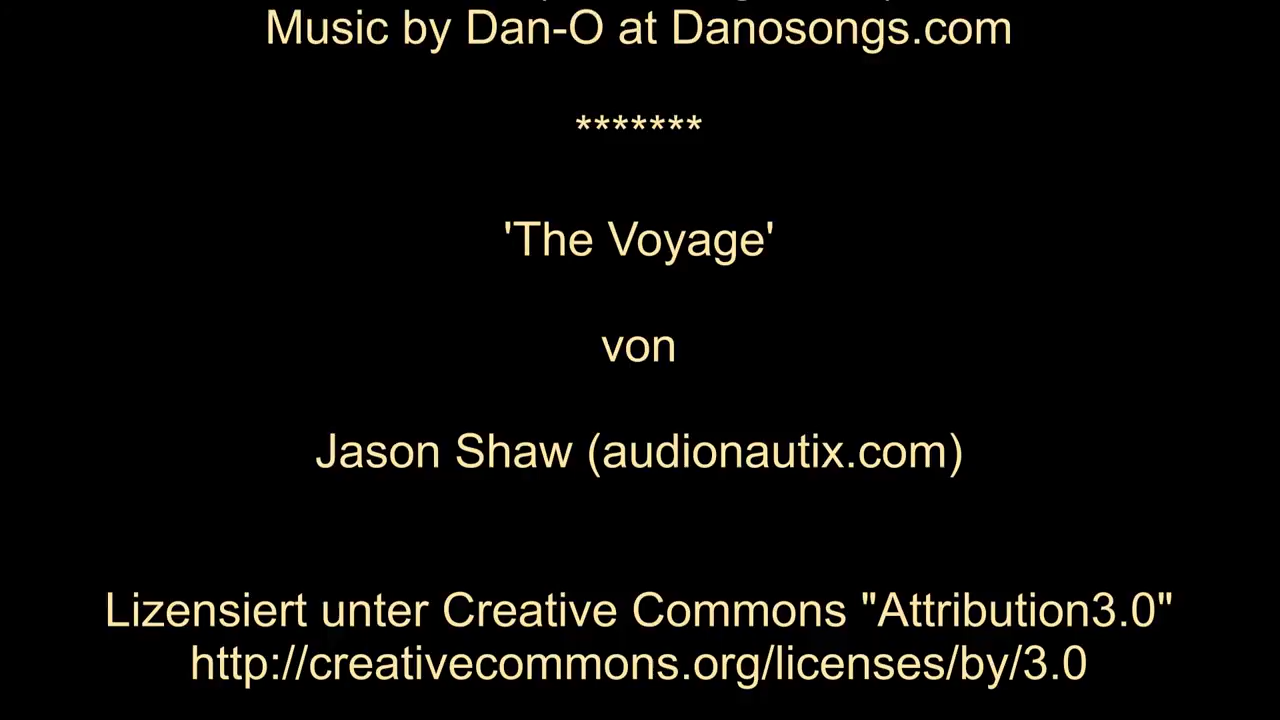 Music by Dan-O at Danosongs.com
*******
'The Voyage'
von
Jason Shaw (audionautix.com)
Lizensiert unter Creative Commons "Attribution3.0"
http://creativecommons.org/licenses/by/3.0